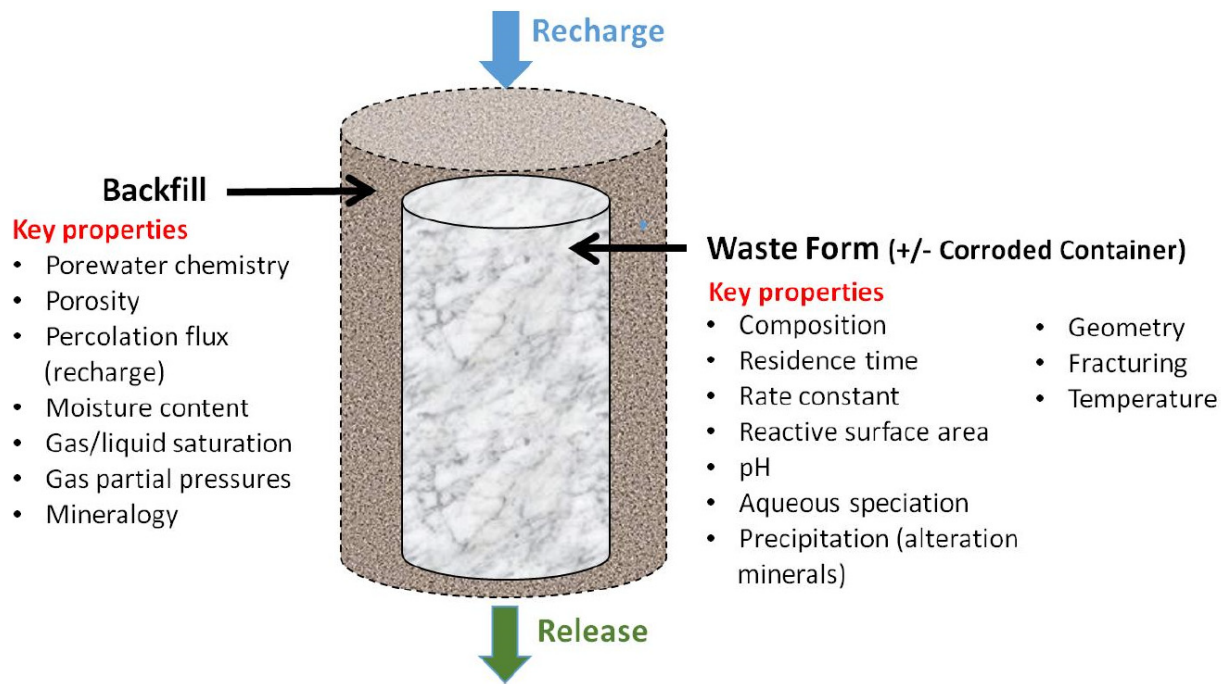 Recharge
Backfill
Key properties
• Porewater chemistry
• Porosity
• Percolation flux
(recharge)
• Moisture content
• Gas/liquid saturation
• Gas partial pressures
• Mineralogy
Waste Form (+/- Corroded Container)
Key properties
• Composition
• Residence time
• Rate constant
• Reactive surface area
• pH
• Aqueous speciation
• Precipitation (alteration
minerals)
• Geometry
• Fracturing
• Temperature
Release